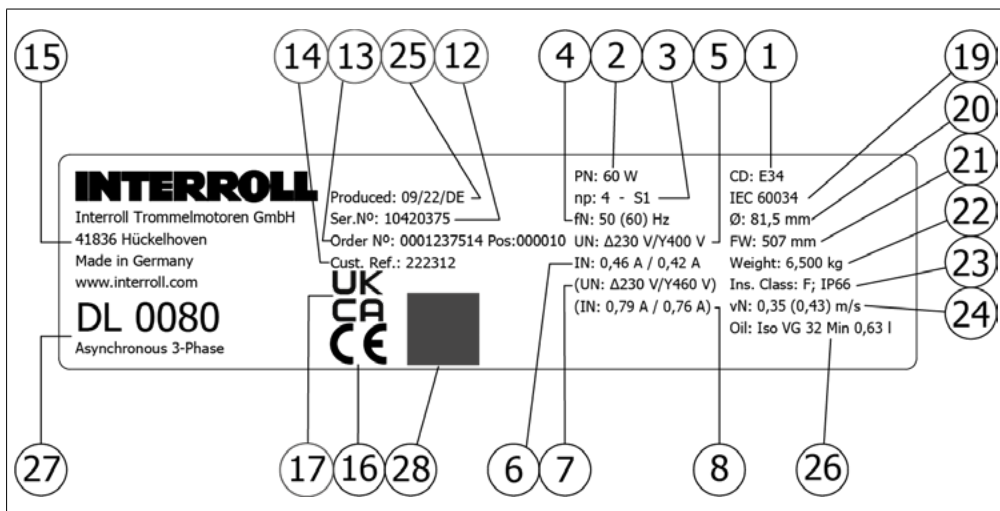 15
14
13
25
12
4
2
3
5
1
19
20
21
22
23
24
INTERROLL
Interroll Trommelmotoren GmbH
41836 Hückelhoven
Made in Germany
www.interroll.com
DL 0080
Asynchronous 3-Phase
Produced: 09/22/DE
Ser.Nº: 10420375
Order Nº: 0001237514 Pos:000010
Cust. Ref.: 222312
UK
CA
CE
PN: 60 W
np: 4 - S1
fN: 50 (60) Hz
UN: Δ230 V/Y400 V
IN: 0,46 A / 0,42 A
(UN: Δ230 V/Y460 V)
(IN: 0,79 A / 0,76 A)
CD: E34
IEC 60034
Ø: 81,5 mm
FW: 507 mm
Weight: 6,500 kg
Ins. Class: F; IP66
vN: 0,35 (0,43) m/s
Oil: Iso VG 32 Min 0,63 l
27
17
16
28
6
7
8
26